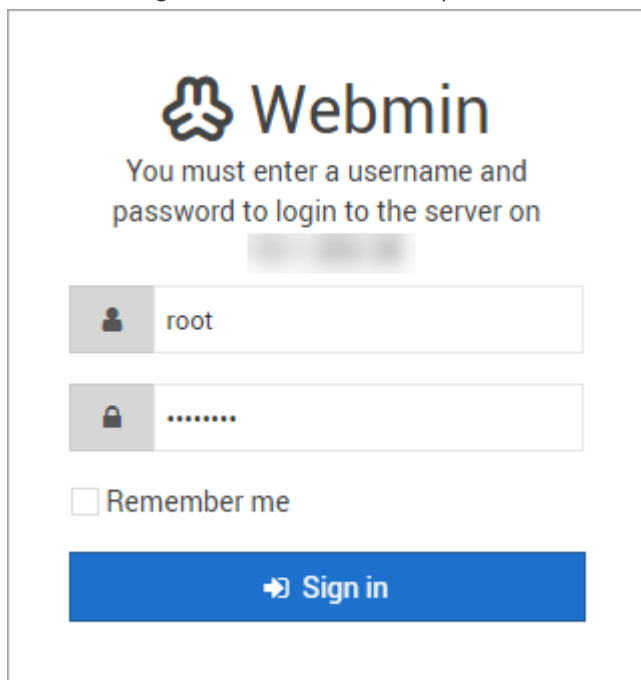 Webmin
You must enter a username and
password to login to the server on
root
••••••••
Remember me
Sign in